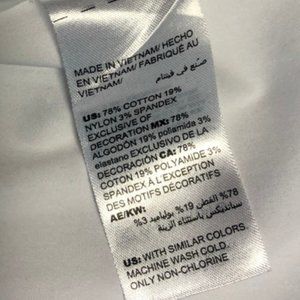 MADE IN VIETNAM/ HECHO
EN VIETNAM/ FABRIQUÉ AU
VIETNAM/
صنع في فيتنام
US: 78% COTTON 19%
NYLON 3% SPANDEX
EXCLUSIVE OF
DECORATION MX: 78%
ALGODÓN 19% poliamida 3%
elastano EXCLUSIVO DE LA
DECORACIÓN CA: 78%
COTON 19% POLYAMIDE 3%
SPANDEX À L'EXCEPTION
DES MOTIFS DÉCORATIFS
AE/KW:
78% القطن 19% بولياميد 3%
سباندیکس باستثناء الزينة
US: WITH SIMILAR COLORS.
MACHINE WASH COLD.
ONLY NON-CHLORINE